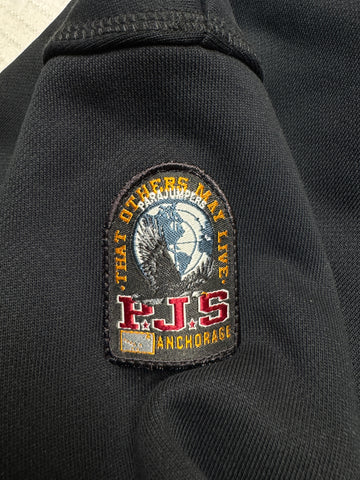 ·THAT OTHERS MAY LIVE·
PARAJUMPERS
P.J.S
ANCHORAGE